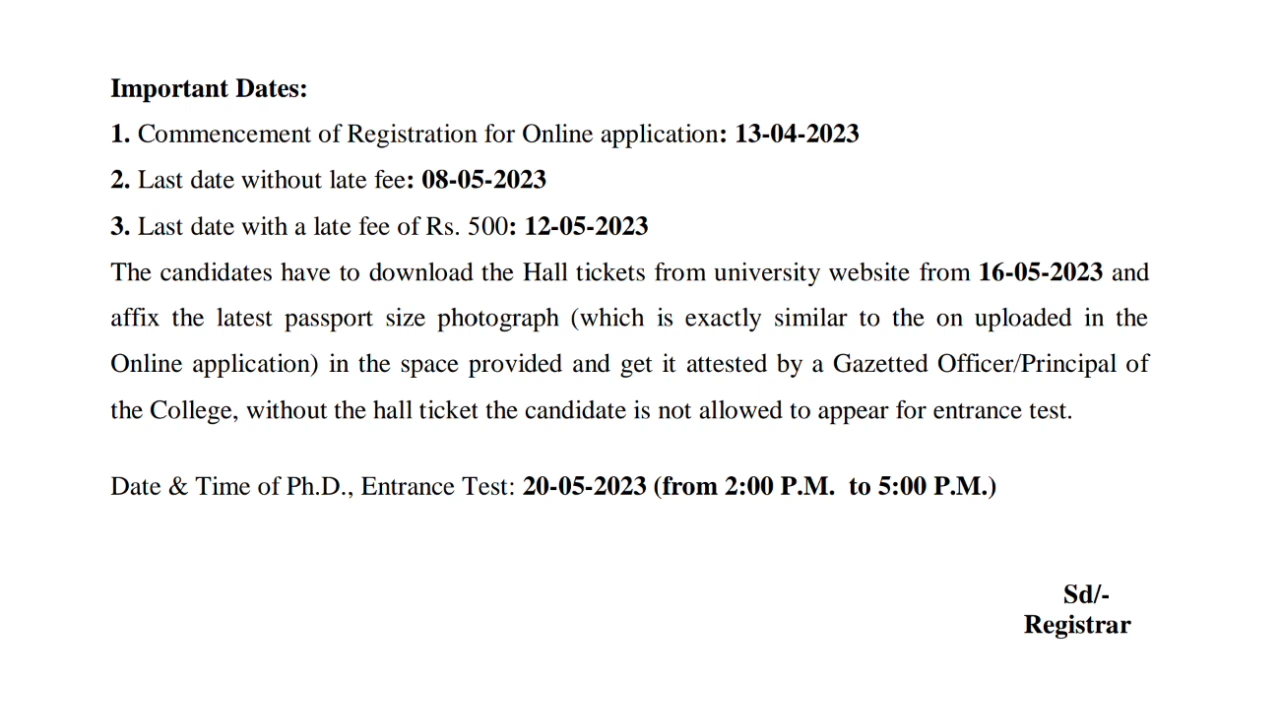 Important Dates:
1. Commencement of Registration for Online application: 13-04-2023
2. Last date without late fee: 08-05-2023
3. Last date with a late fee of Rs. 500: 12-05-2023
The candidates have to download the Hall tickets from university website from 16-05-2023 and
affix the latest passport size photograph (which is exactly similar to the on uploaded in the
Online application) in the space provided and get it attested by a Gazetted Officer/Principal of
the College, without the hall ticket the candidate is not allowed to appear for entrance test.
Date & Time of Ph.D., Entrance Test: 20-05-2023 (from 2:00 P.M. to 5:00 P.M.)
Sd/-
Registrar